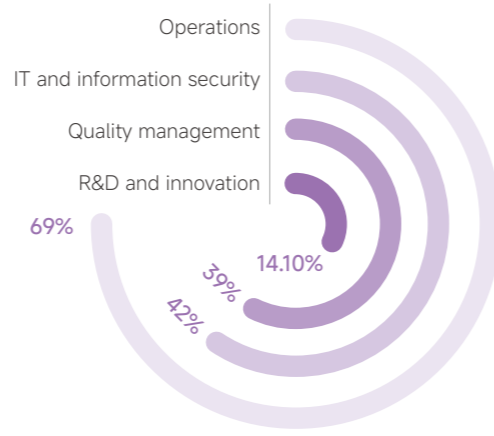 Operations
IT and information security
Quality management
R&D and innovation
69%
14.10%
39%
42%